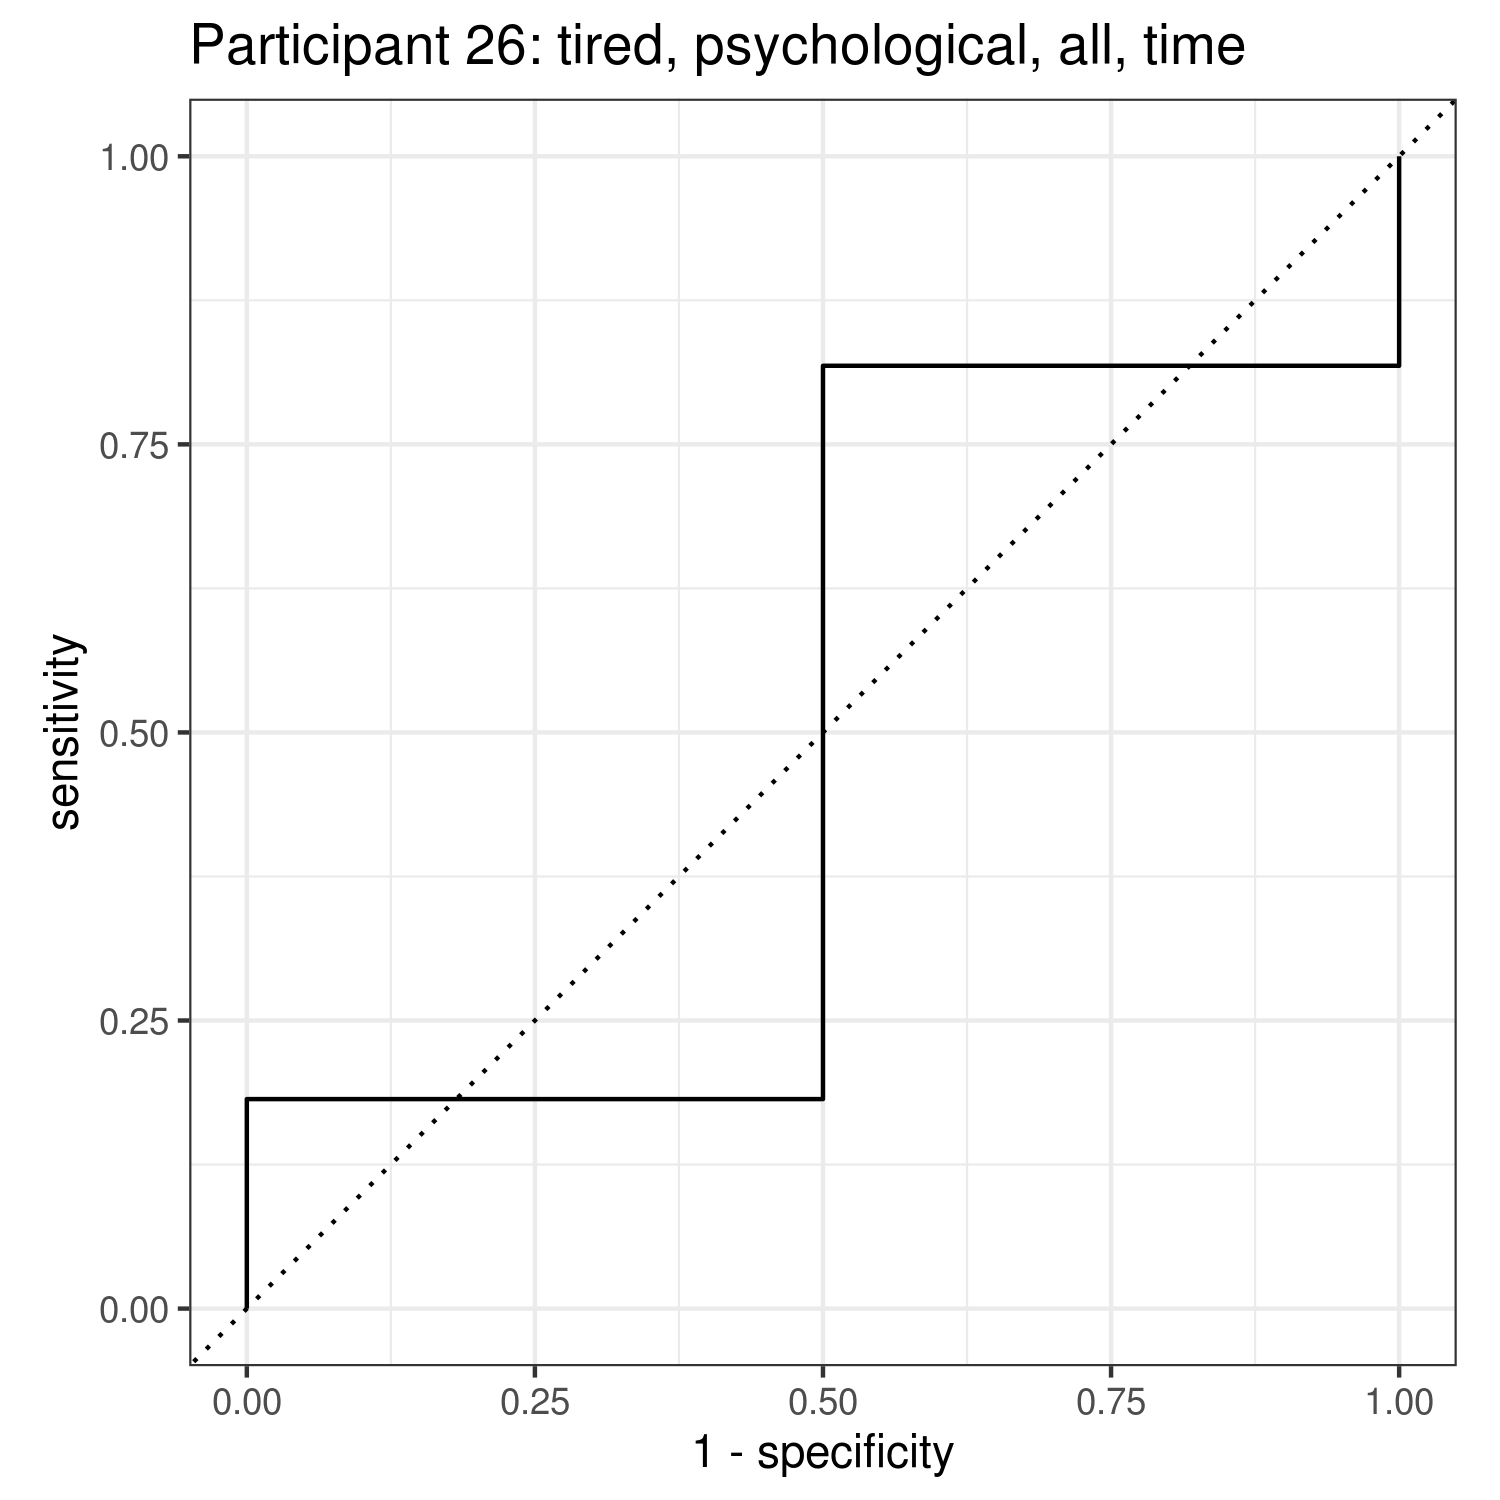 Participant 26: tired, psychological, all, time
1.00
0.75
0.50
0.25
0.00
sensitivity
0.00 0.25 0.50 0.75 1.00
1 - specificity